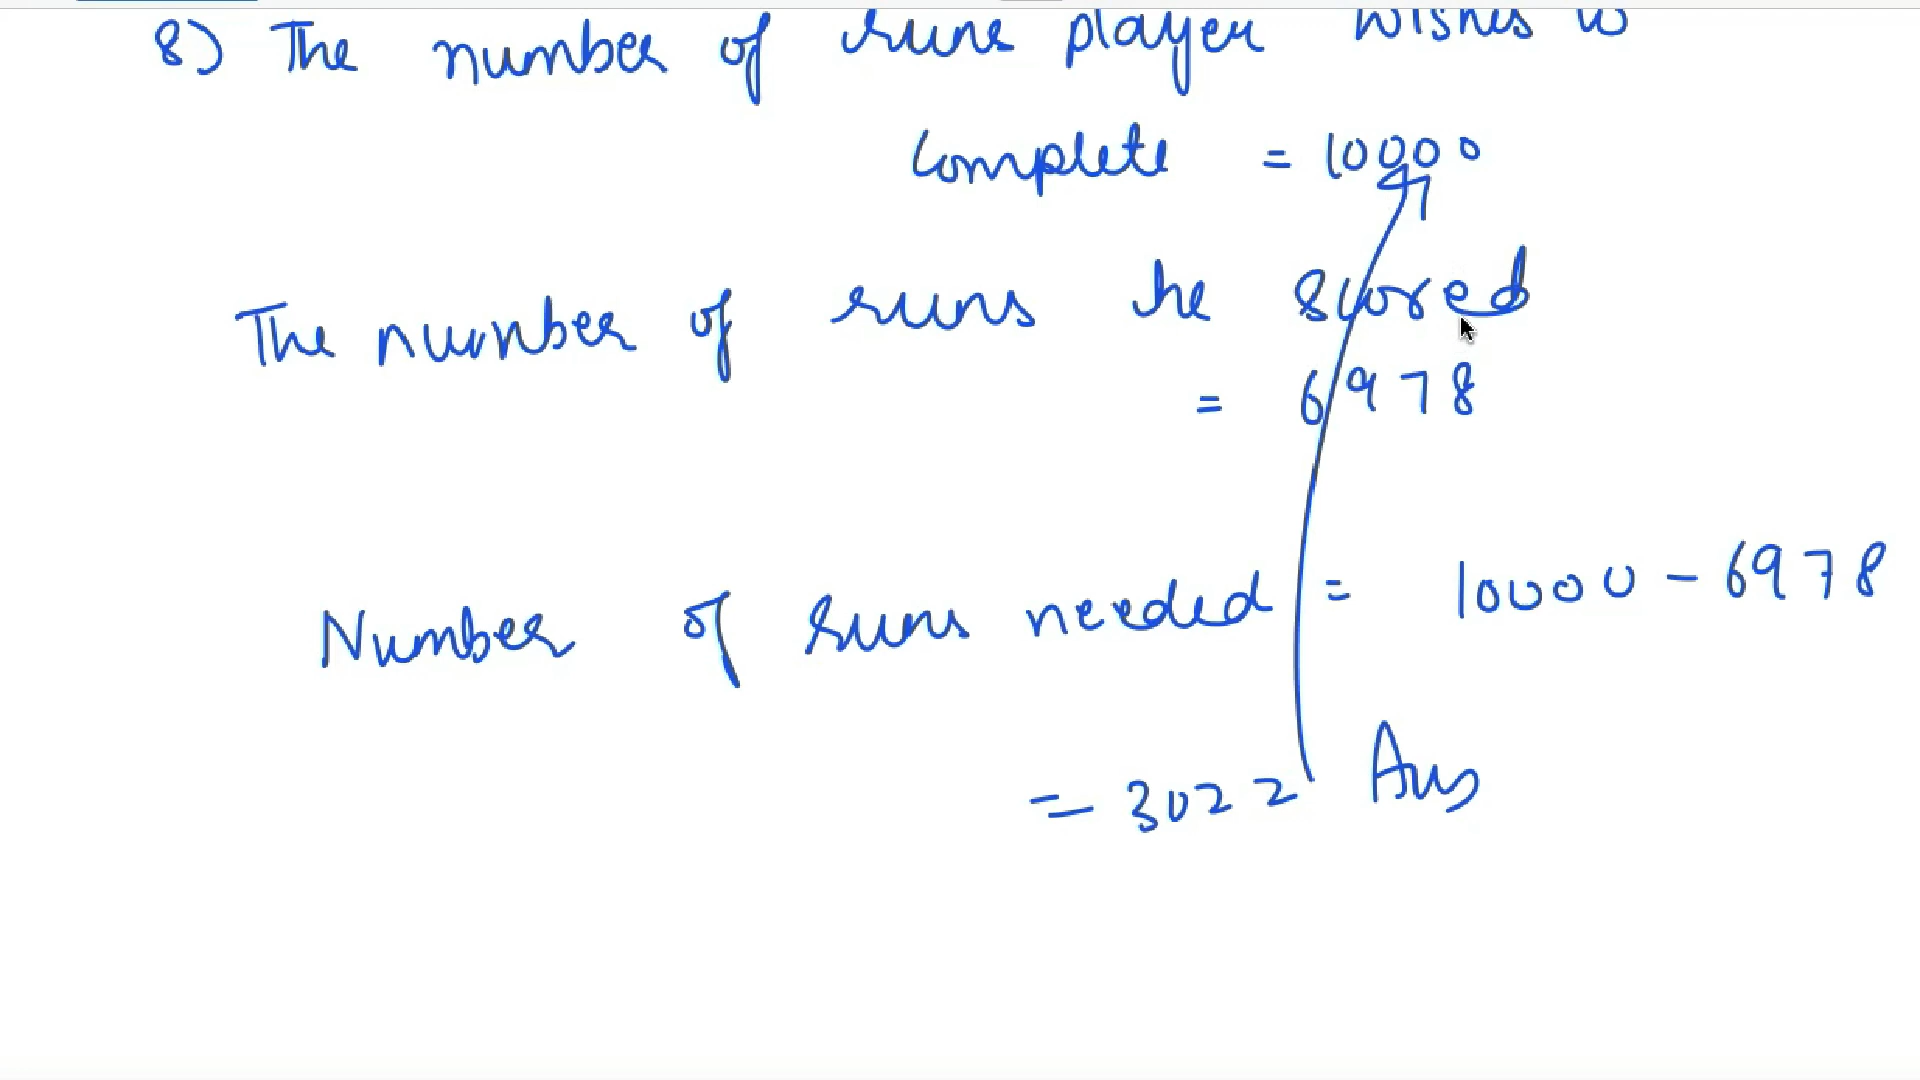 8) The number of runs player wishes to
complete = 10000
The number of runs he scored
= 6978
Number of runs needed = 10000 - 6978
= 3022 Ans